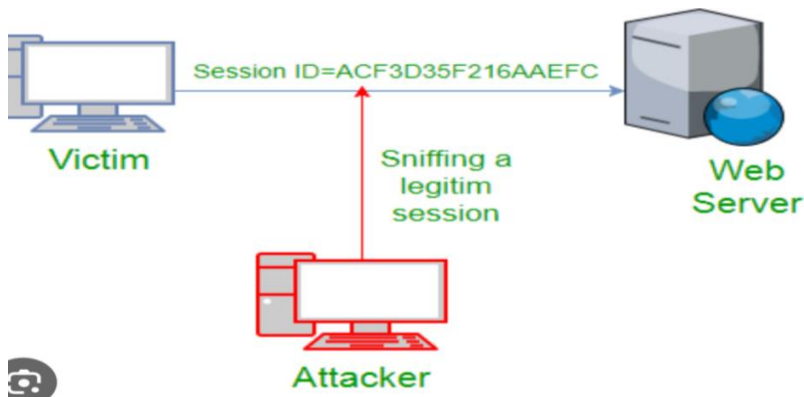 Session ID=ACF3D35F216AAEFC
Victim
Sniffing a
legitim
session
Web
Server
Attacker